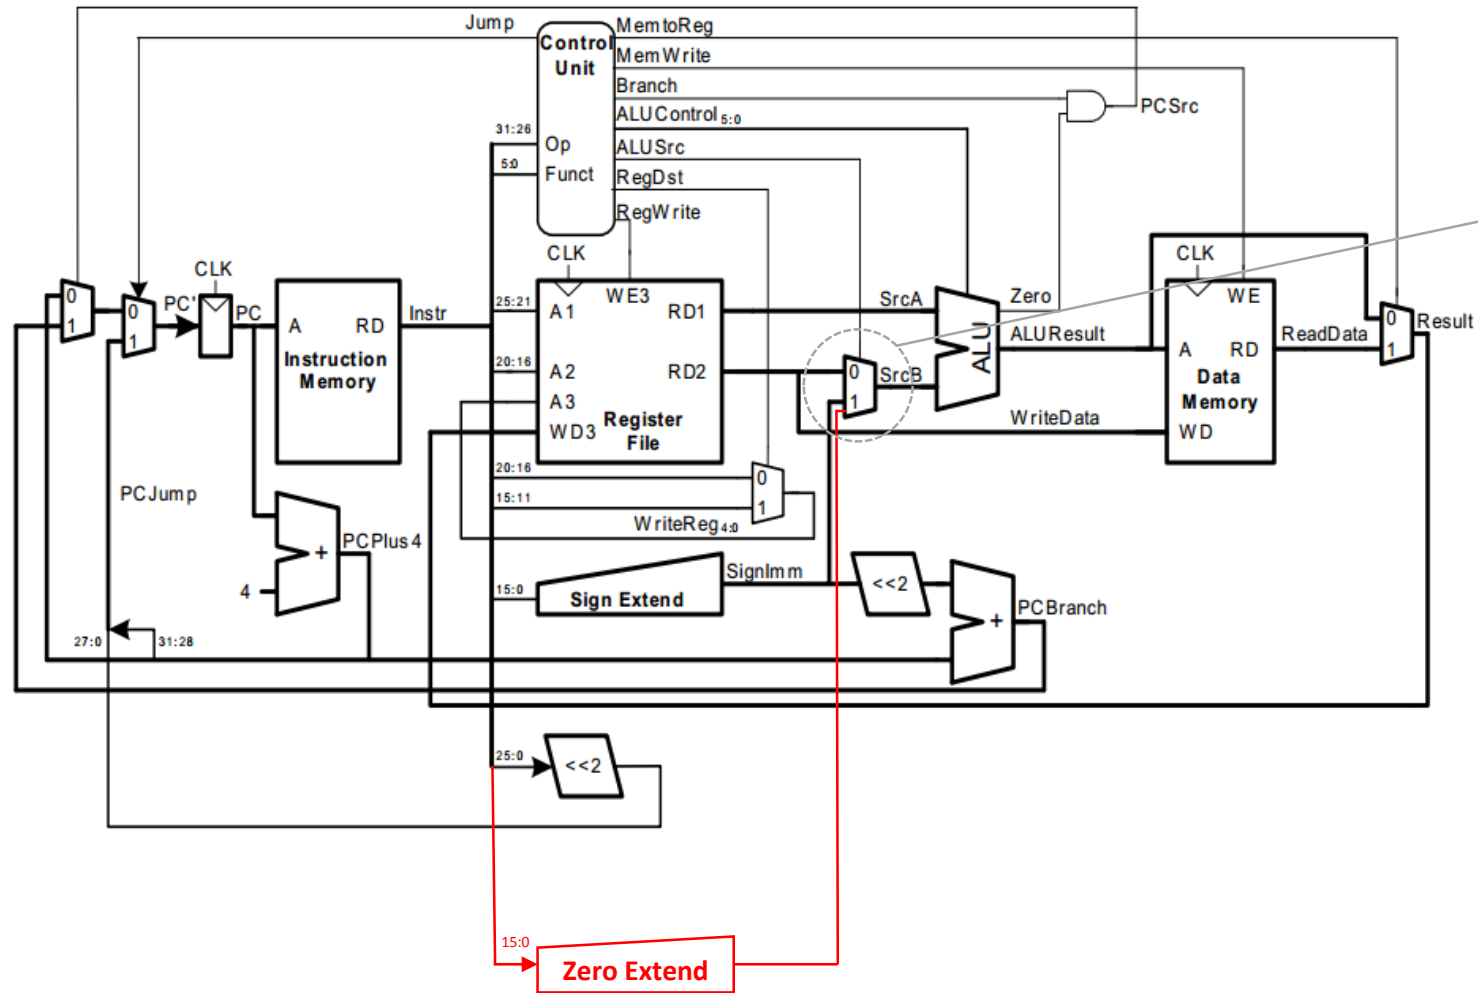 Jump
MemtoReg
Control
Unit
MemWrite
Branch
PCSrc
ALUControl 5:0
31:26
Op
ALUSrc
5:0
Funct
RegDst
RegWrite
CLK
CLK
CLK
0
1
PC'
0
1
PC
A
RD
Instruction
Memory
Instr
25:21
A1
WE3
RD1
SrcA
Zero
WE
20:16
A2
RD2
0
1
SrcB
ALU
ALUResult
A
RD
Data
Memory
ReadData
0
1
Result
A3
WD3
Register
File
WriteData
WD
20:16
0
15:11
1
PCJump
WriteReg 4:0
PCPlus4
+
4
SignImm
15:0
Sign Extend
<<2
PCBranch
+
27:0
31:28
25:0
<<2
15:0
Zero Extend